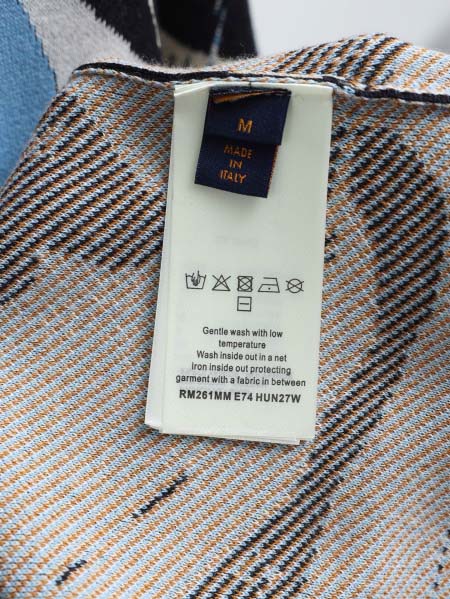 M
MADE
IN
ITALY
Gentle wash with low
temperature
Wash inside out in a net
Iron inside out protecting
garment with a fabric in between
RM261MM E74 HUN27W